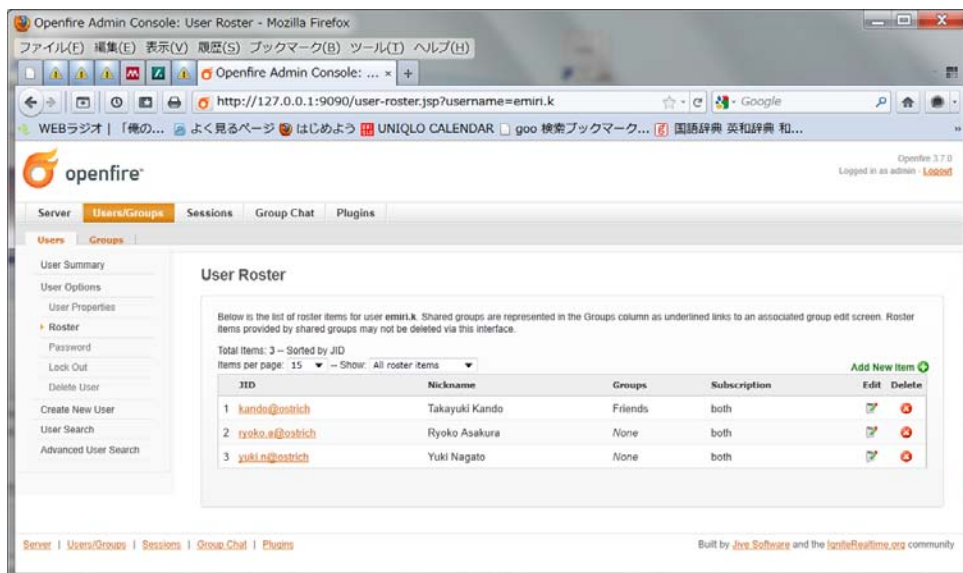 Openfire Admin Console: User Roster - Mozilla Firefox
ファイル(F) 編集(E) 表示(V) 履歴(S) ブックマーク(B) ツール(T) ヘルプ(H)
Openfire Admin Console: ... × +
http://127.0.0.1:9090/user-roster.jsp?username=emiri.k
Google
WEBラジオ | 「俺の... よく見るページ はじめよう UNIQLO CALENDAR goo 検索ブックマーク... 国語辞典 英和辞典 和...
openfire
Openfire 3.7.0
Logged in as admin - Logout
Server Users/Groups Sessions Group Chat Plugins
Users Groups
User Summary
User Options
User Properties
Roster
Password
Lock Out
Delete User
Create New User
User Search
Advanced User Search
User Roster
Below is the list of roster items for user emiri.k. Shared groups are represented in the Groups column as underlined links to an associated group edit screen. Roster
items provided by shared groups may not be deleted via this interface.
Total Items: 3 -- Sorted by JID
Items per page: 15 -- Show: All roster items
Add New Item
JID Nickname Groups Subscription Edit Delete
1 kando@ostrich Takayuki Kando Friends both
2 ryoko.a@ostrich Ryoko Asakura None both
3 yuki.n@ostrich Yuki Nagato None both
Server | Users/Groups | Sessions | Group Chat | Plugins
Built by Jive Software and the IgniteRealtime.org community